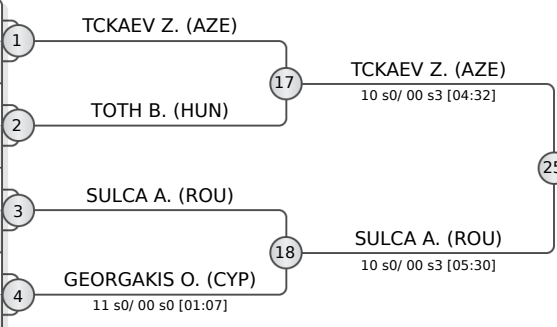 1
TCKAEV Z. (AZE)
17
TCKAEV Z. (AZE)
10 s0/ 00 s3 [04:32]
2
TOTH B. (HUN)
25
3
SULCA A. (ROU)
18
SULCA A. (ROU)
10 s0/ 00 s3 [05:30]
4
GEORGAKIS O. (CYP)
11 s0/ 00 s0 [01:07]